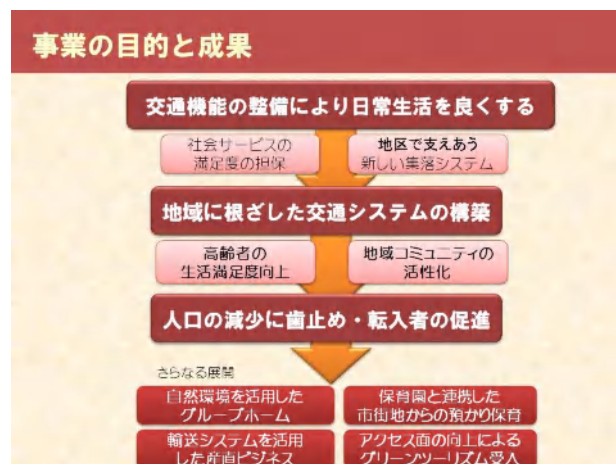 事業の目的と成果
交通機能の整備により日常生活を良くする
社会サービスの
満足度の担保
地区で支えあう
新しい集落システム
地域に根ざした交通システムの構築
高齢者の
生活満足度向上
地域コミュニティの
活性化
人口の減少に歯止め・転入者の促進
さらなる展開
自然環境を活用した
グループホーム
保育園と連携した
市街地からの預かり保育
輸送システムを活用
した産直ビジネス
アクセス面の向上による
グリーンツーリズム受入